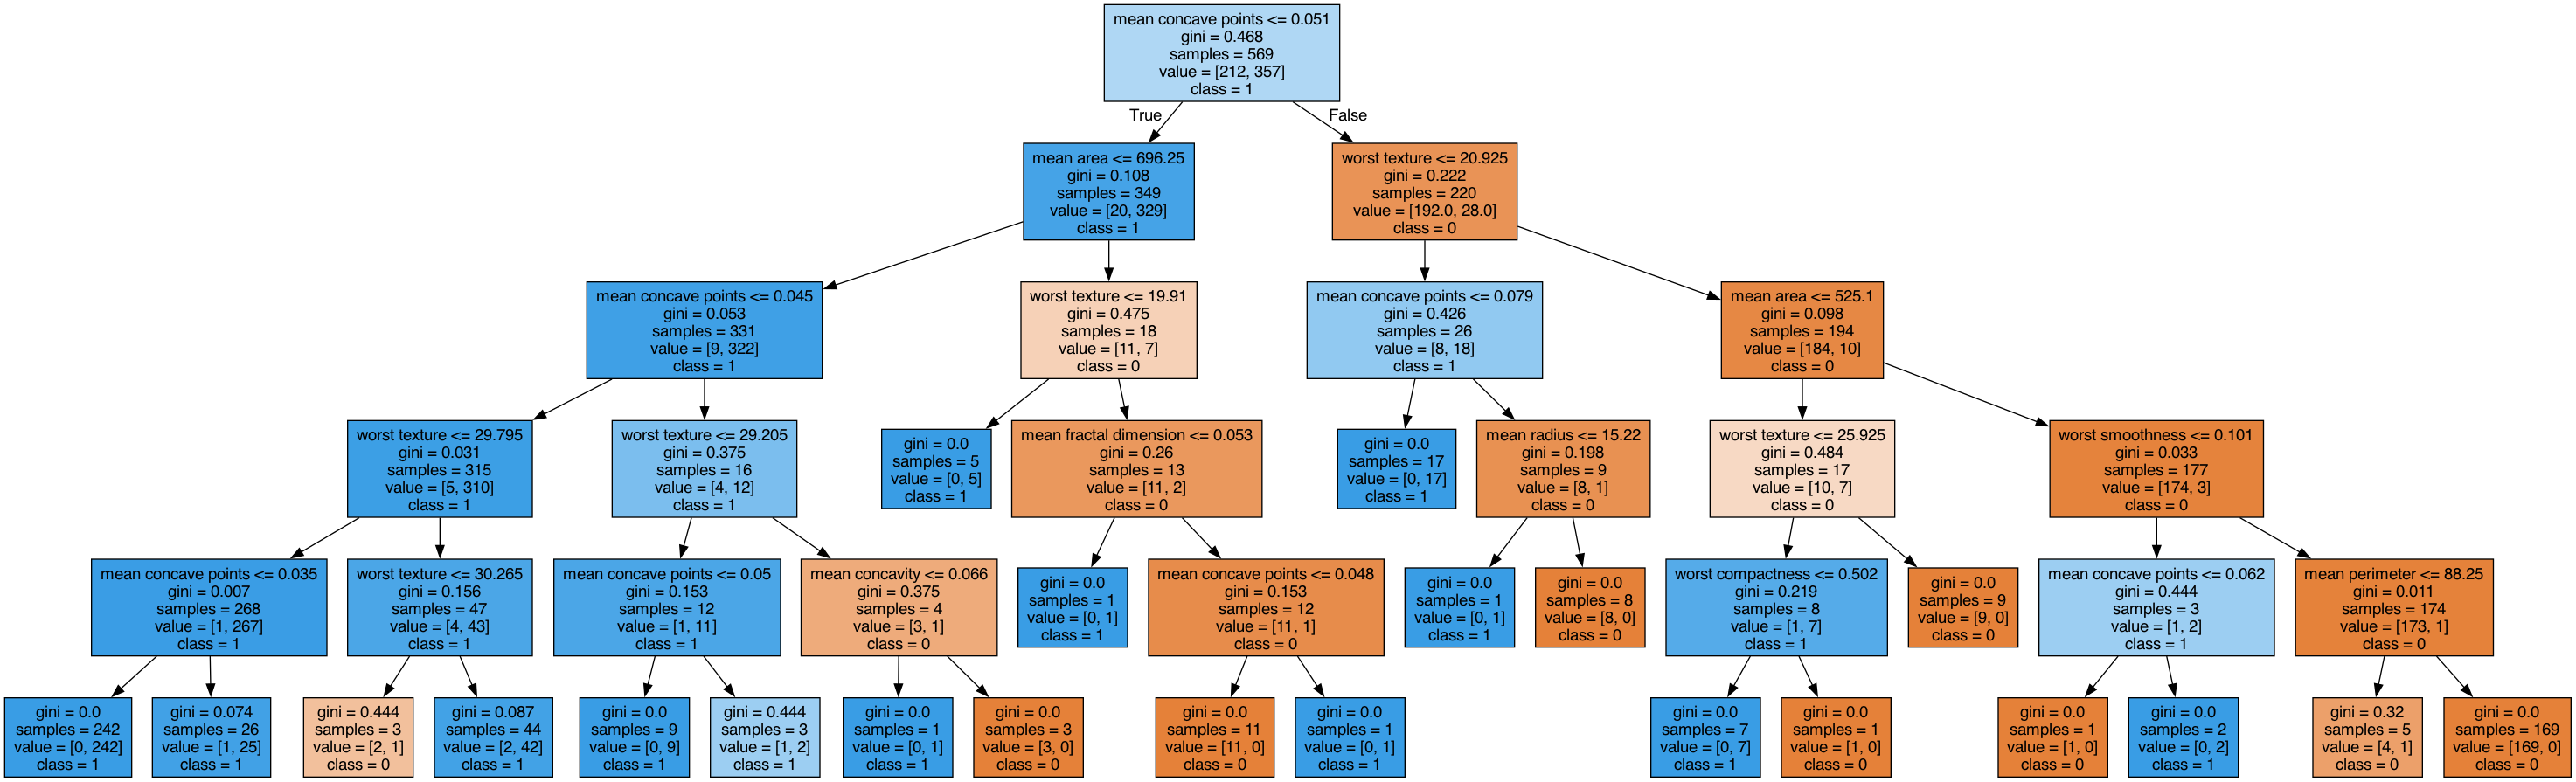 mean concave points <= 0.051
gini = 0.468
samples = 569
value = [212, 357]
class = 1
True
False
mean area <= 696.25
gini = 0.108
samples = 349
value = [20, 329]
class = 1
worst texture <= 20.925
gini = 0.222
samples = 220
value = [192.0, 28.0]
class = 0
mean concave points <= 0.045
gini = 0.053
samples = 331
value = [9, 322]
class = 1
worst texture <= 19.91
gini = 0.475
samples = 18
value = [11, 7]
class = 0
mean concave points <= 0.079
gini = 0.426
samples = 26
value = [8, 18]
class = 1
mean area <= 525.1
gini = 0.098
samples = 194
value = [184, 10]
class = 0
worst texture <= 29.795
gini = 0.031
samples = 315
value = [5, 310]
class = 1
worst texture <= 29.205
gini = 0.375
samples = 16
value = [4, 12]
class = 1
gini = 0.0
samples = 5
value = [0, 5]
class = 1
mean fractal dimension <= 0.053
gini = 0.26
samples = 13
value = [11, 2]
class = 0
gini = 0.0
samples = 17
value = [0, 17]
class = 1
mean radius <= 15.22
gini = 0.198
samples = 9
value = [8, 1]
class = 0
worst texture <= 25.925
gini = 0.484
samples = 17
value = [10, 7]
class = 0
worst smoothness <= 0.101
gini = 0.033
samples = 177
value = [174, 3]
class = 0
mean concave points <= 0.035
gini = 0.007
samples = 268
value = [1, 267]
class = 1
worst texture <= 30.265
gini = 0.156
samples = 47
value = [4, 43]
class = 1
mean concave points <= 0.05
gini = 0.153
samples = 12
value = [1, 11]
class = 1
mean concavity <= 0.066
gini = 0.375
samples = 4
value = [3, 1]
class = 0
gini = 0.0
samples = 1
value = [0, 1]
class = 1
mean concave points <= 0.048
gini = 0.153
samples = 12
value = [11, 1]
class = 0
gini = 0.0
samples = 1
value = [0, 1]
class = 1
gini = 0.0
samples = 8
value = [8, 0]
class = 0
worst compactness <= 0.502
gini = 0.219
samples = 8
value = [1, 7]
class = 1
gini = 0.0
samples = 9
value = [9, 0]
class = 0
mean concave points <= 0.062
gini = 0.444
samples = 3
value = [1, 2]
class = 1
mean perimeter <= 88.25
gini = 0.011
samples = 174
value = [173, 1]
class = 0
gini = 0.0
samples = 242
value = [0, 242]
class = 1
gini = 0.074
samples = 26
value = [1, 25]
class = 1
gini = 0.444
samples = 3
value = [2, 1]
class = 0
gini = 0.087
samples = 44
value = [2, 42]
class = 1
gini = 0.0
samples = 9
value = [0, 9]
class = 1
gini = 0.444
samples = 3
value = [1, 2]
class = 1
gini = 0.0
samples = 1
value = [0, 1]
class = 1
gini = 0.0
samples = 3
value = [3, 0]
class = 0
gini = 0.0
samples = 11
value = [11, 0]
class = 0
gini = 0.0
samples = 1
value = [0, 1]
class = 1
gini = 0.0
samples = 7
value = [0, 7]
class = 1
gini = 0.0
samples = 1
value = [1, 0]
class = 0
gini = 0.0
samples = 1
value = [1, 0]
class = 0
gini = 0.0
samples = 2
value = [0, 2]
class = 1
gini = 0.32
samples = 5
value = [4, 1]
class = 0
gini = 0.0
samples = 169
value = [169, 0]
class = 0